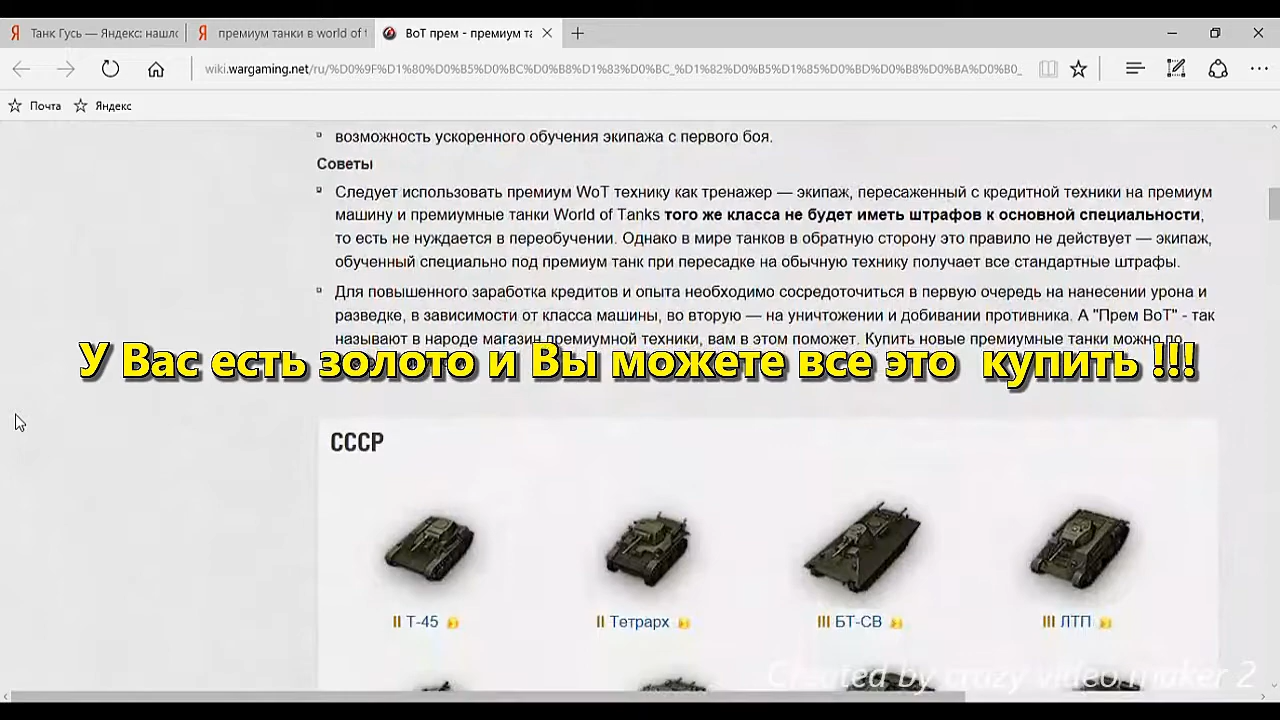 Танк Гусь — Яндекс: нашлс
премиум танки в world of t
ВоТ прем - премиум та
wiki.wargaming.net/ru/%D0%9F%D1%80%D0%B5%D0%BC%D0%B8%D1%83%D0%BC_%D1%82%D0%B5%D1%85%D0%BD%D0%B8%D0%BA%D0%B0_
Почта
Яндекс
возможность ускоренного обучения экипажа с первого боя.
Советы
Следует использовать премиум WoT технику как тренажер — экипаж, пересаженный с кредитной техники на премиум
машину и премиумные танки World of Tanks того же класса не будет иметь штрафов к основной специальности,
то есть не нуждается в переобучении. Однако в мире танков в обратную сторону это правило не действует — экипаж,
обученный специально под премиум танк при пересадке на обычную технику получает все стандартные штрафы.
Для повышенного заработка кредитов и опыта необходимо сосредоточиться в первую очередь на нанесении урона и
разведке, в зависимости от класса машины, во вторую — на уничтожении и добивании противника. А "Прем ВоТ" - так
называют в народе магазин премиумной техники, вам в этом поможет. Купить новые премиумные танки можно по
У Вас есть золото и Вы можете все это купить !!!
СССР
II Т-45
II Тетрарх
III БТ-СВ
III ЛТП
Created by crazy video maker 2